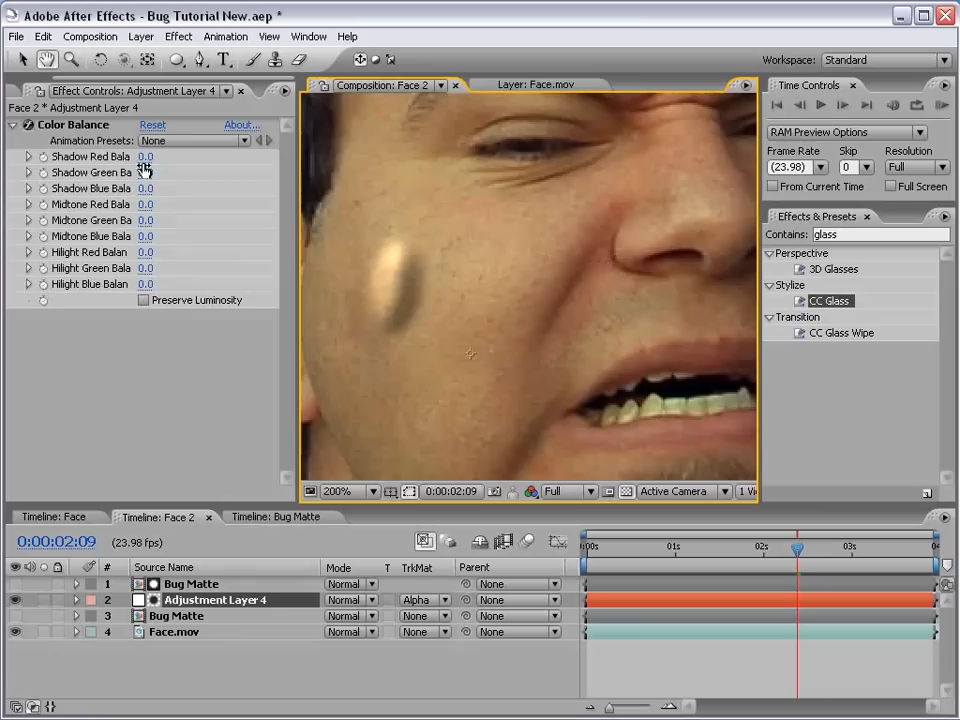 Adobe After Effects - Bug Tutorial New.aep *
File Edit Composition Layer Effect Animation View Window Help
Workspace: Standard
Effect Controls: Adjustment Layer 4
Composition: Face 2
Layer: Face.mov
Time Controls
Face 2 * Adjustment Layer 4
Color Balance Reset About...
Animation Presets: None
Shadow Red Bala 0.0
Shadow Green Ba
Shadow Blue Bala 0.0
Midtone Red Bala 0.0
Midtone Green Ba 0.0
Midtone Blue Bala 0.0
Hilight Red Balan 0.0
Hilight Green Bala 0.0
Hilight Blue Balan 0.0
Preserve Luminosity
RAM Preview Options
Frame Rate Skip Resolution
(23.98) 0 Full
From Current Time Full Screen
Effects & Presets
Contains: glass
Perspective
3D Glasses
Stylize
CC Glass
Transition
CC Glass Wipe
200% 0:00:02:09 Full Active Camera 1 Vi
Timeline: Face Timeline: Face 2 Timeline: Bug Matte
0:00:02:09 (23.98 fps)
:00s 01s 02s 03s 04
# Source Name Mode T TrkMat Parent
1 Bug Matte Normal None
2 Adjustment Layer 4 Normal Alpha None
3 Bug Matte Normal None None
4 Face.mov Normal None None